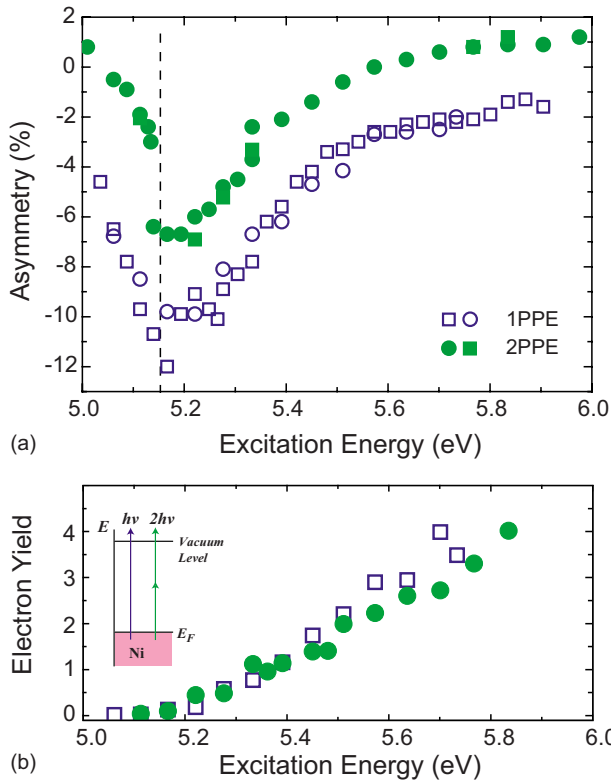 0
-2
-4
-6
-8
-10
-12
Asymmetry (%)
1PPE
2PPE
5.0 5.2 5.4 5.6 5.8 6.0
(a) Excitation Energy (eV)
4
3
2
1
0
Electron Yield
E hν 2hν
Vacuum
Level
E_F
Ni
5.0 5.2 5.4 5.6 5.8 6.0
(b) Excitation Energy (eV)